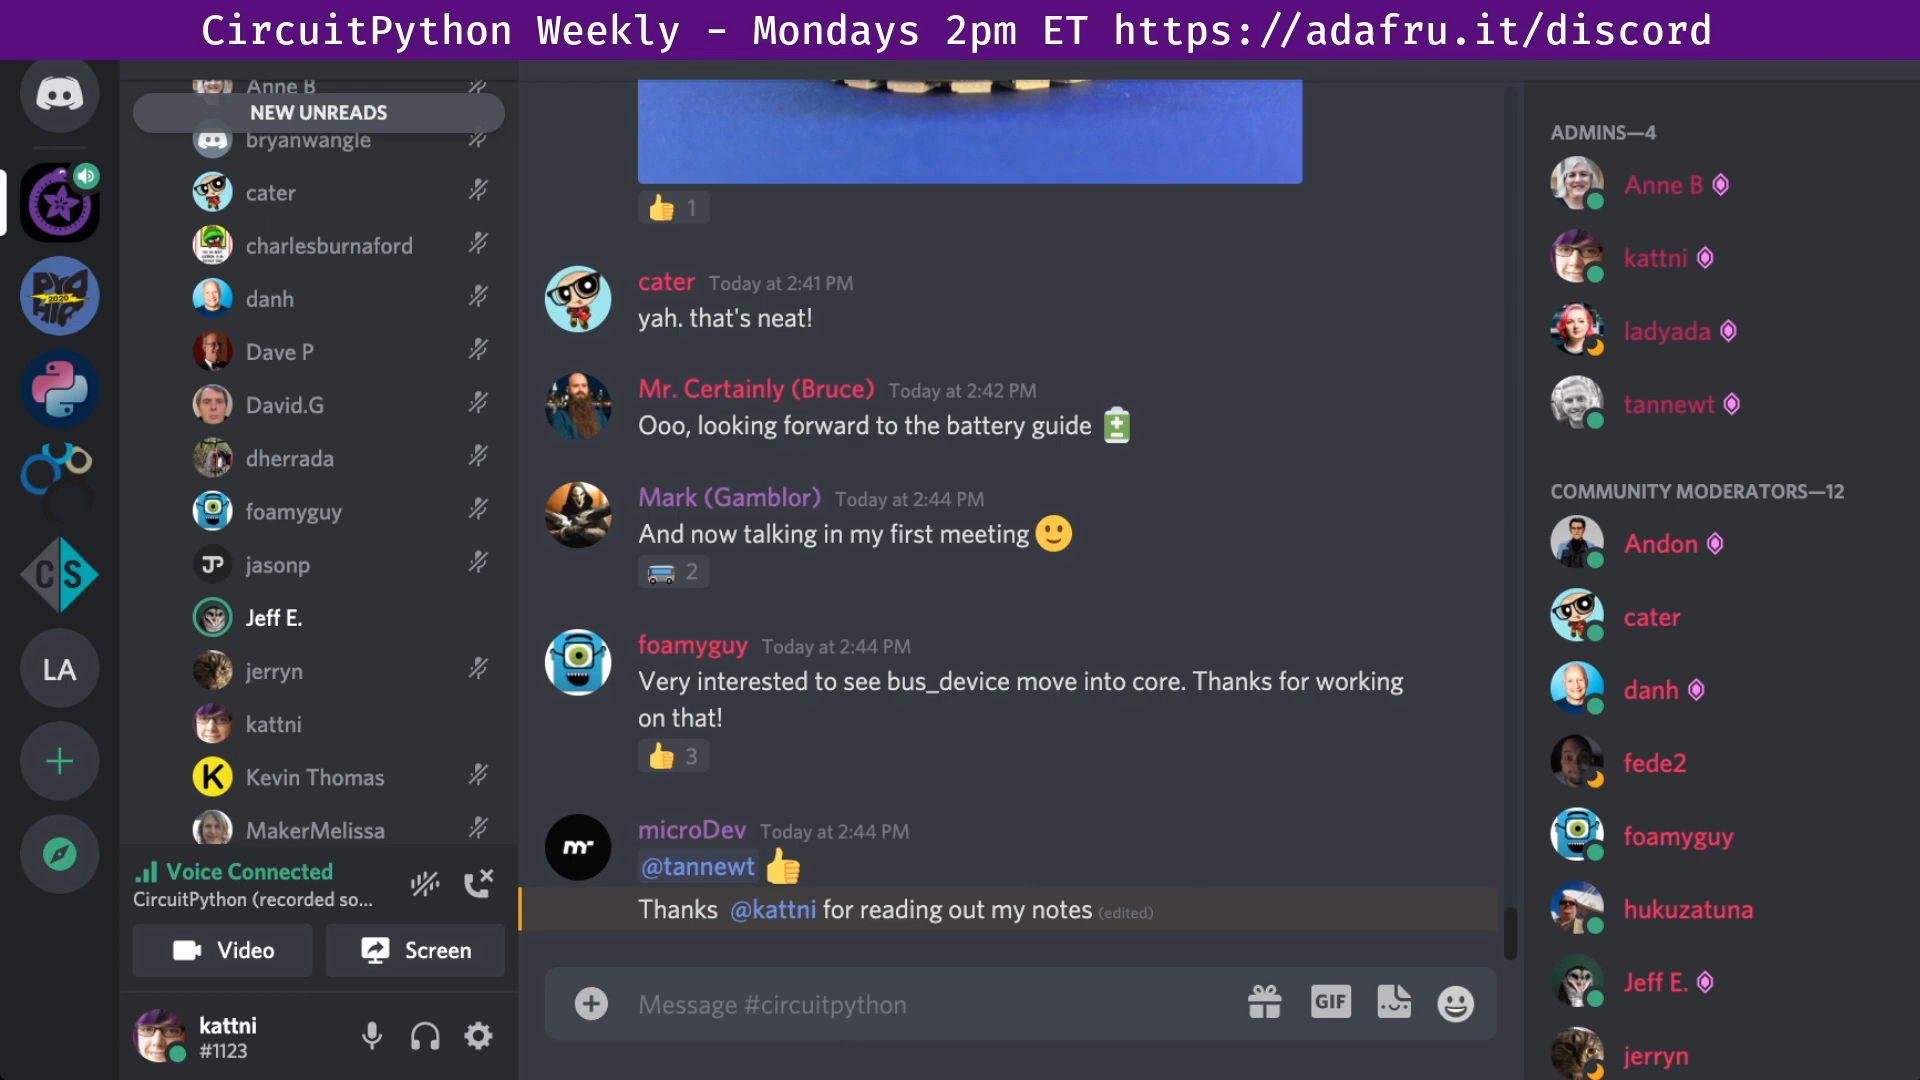 CircuitPython Weekly - Mondays 2pm ET https://adafru.it/discord
Anne B
NEW UNREADS
bryanwangle
cater
charlesburnaford
danh
Dave P
David.G
dherrada
foamyguy
JP
jasonp
Jeff E.
jerryn
kattni
K
Kevin Thomas
MakerMelissa
Voice Connected
CircuitPython (recorded so...
Video
Screen
kattni
#1123
2020
CS
LA
1
cater Today at 2:41 PM
yah. that's neat!
Mr. Certainly (Bruce) Today at 2:42 PM
Ooo, looking forward to the battery guide
Mark (Gamblor) Today at 2:44 PM
And now talking in my first meeting
2
foamyguy Today at 2:44 PM
Very interested to see bus_device move into core. Thanks for working
on that!
3
microDev Today at 2:44 PM
@tannewt
Thanks @kattni for reading out my notes (edited)
Message #circuitpython
GIF
ADMINS—4
Anne B
kattni
ladyada
tannewt
COMMUNITY MODERATORS—12
Andon
cater
danh
fede2
foamyguy
hukuzatuna
Jeff E.
jerryn